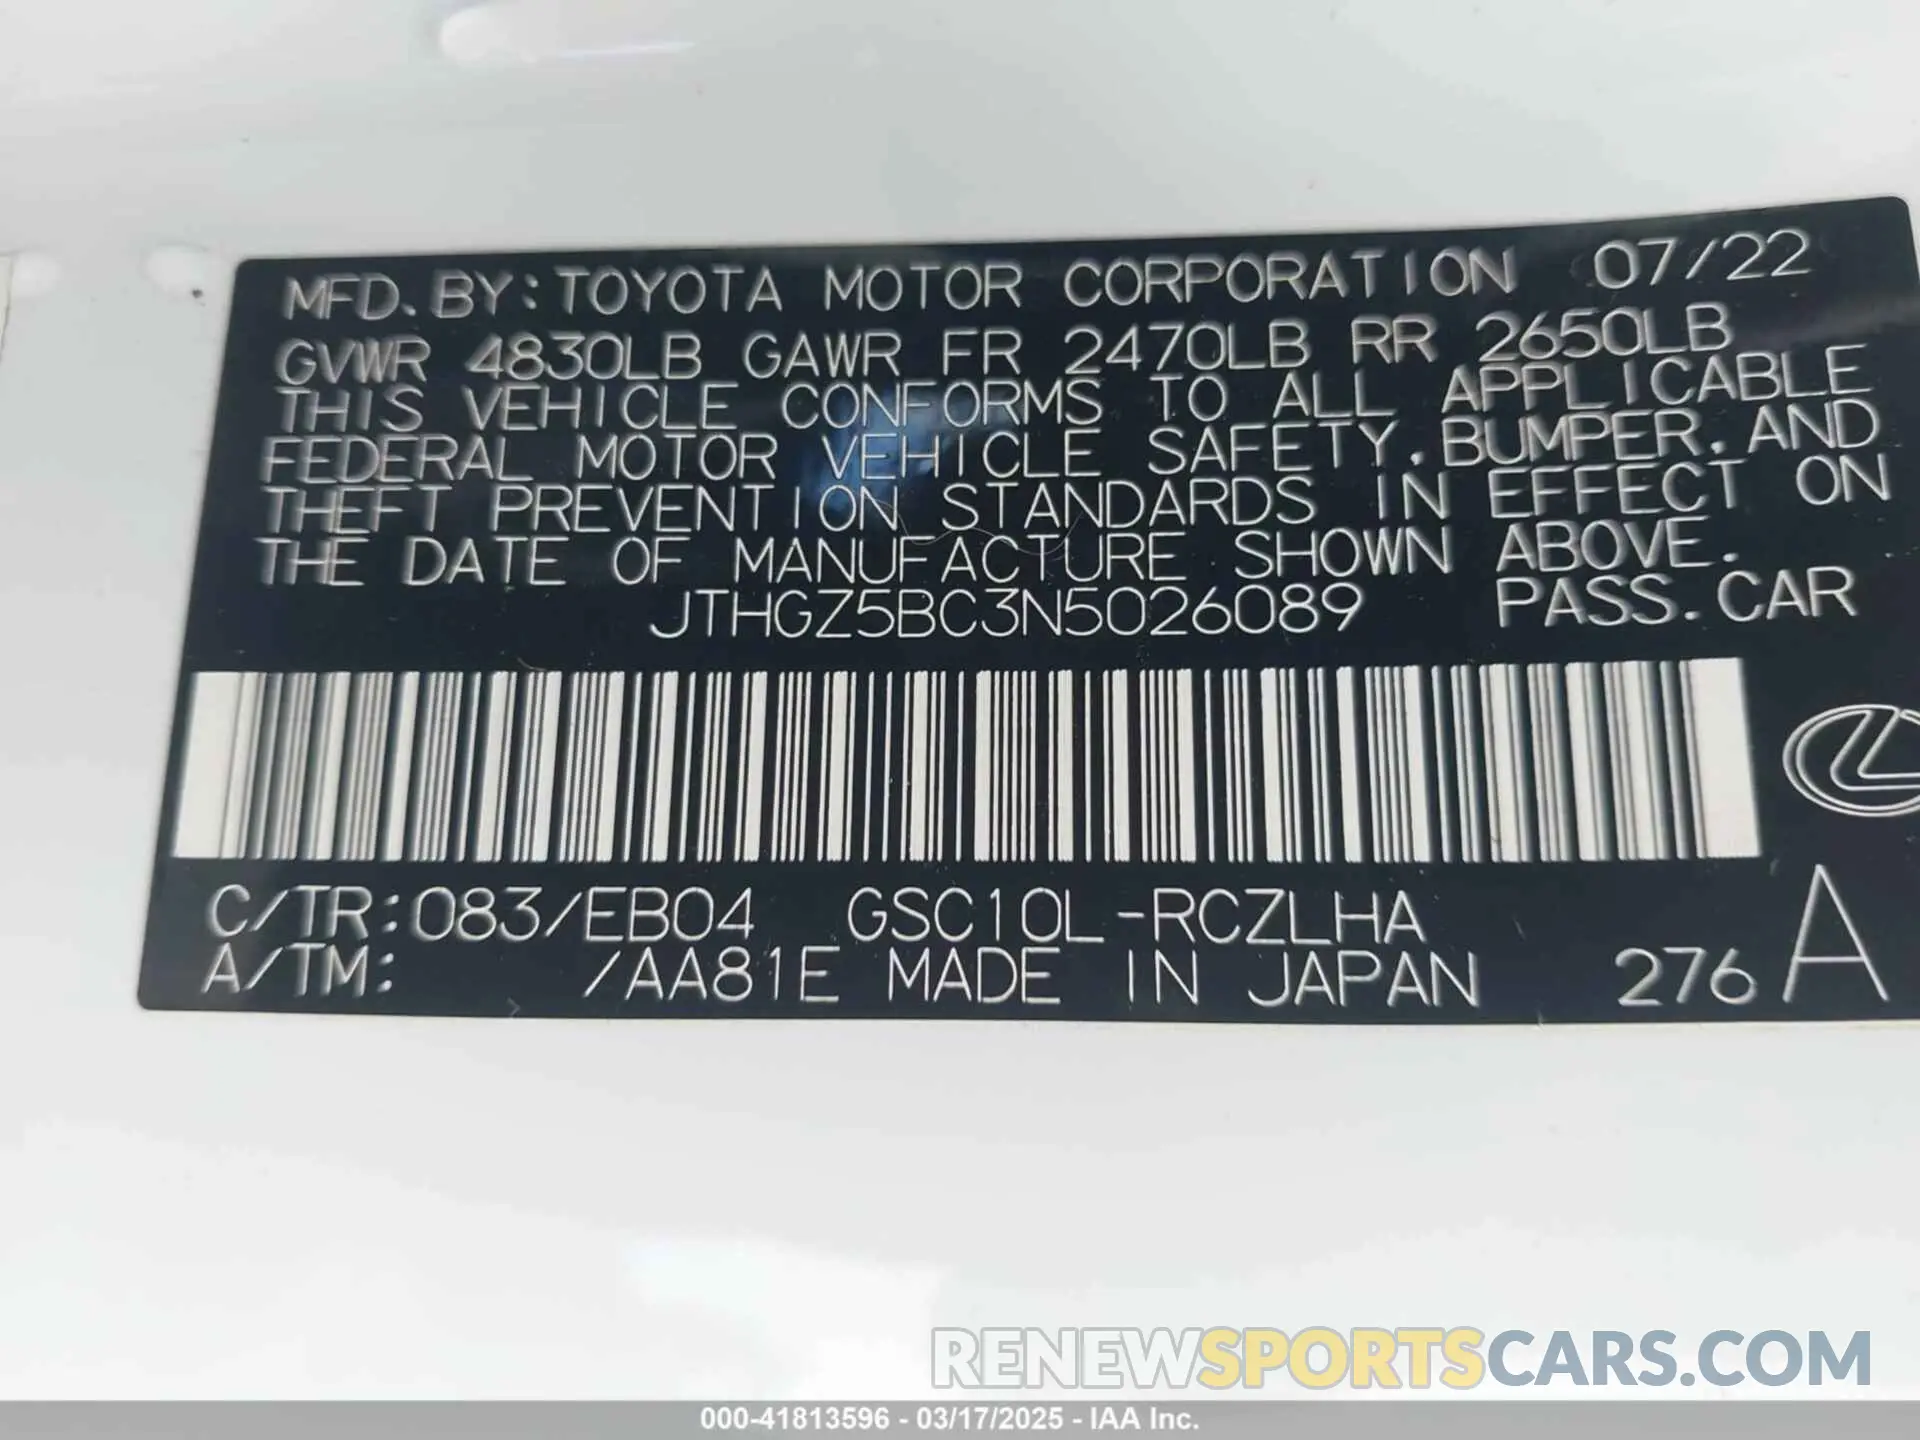 MFD. BY: TOYOTA MOTOR CORPORATION 07/22
GVWR 4830LB GAWR FR 2470LB RR 2650LB
THIS VEHICLE CONFORMS TO ALL APPLICABLE
FEDERAL MOTOR VEHICLE SAFETY, BUMPER, AND
THEFT PREVENTION STANDARDS IN EFFECT ON
THE DATE OF MANUFACTURE SHOWN ABOVE.
JTHGZ5BC3N5026089 PASS. CAR
C/TR:083/EB04 GSC10L-RCZLHA
A/TM: /AA81E MADE IN JAPAN 276 A
RENEWSPORTSCARS.COM
000-41813596 - 03/17/2025 - IAA Inc.